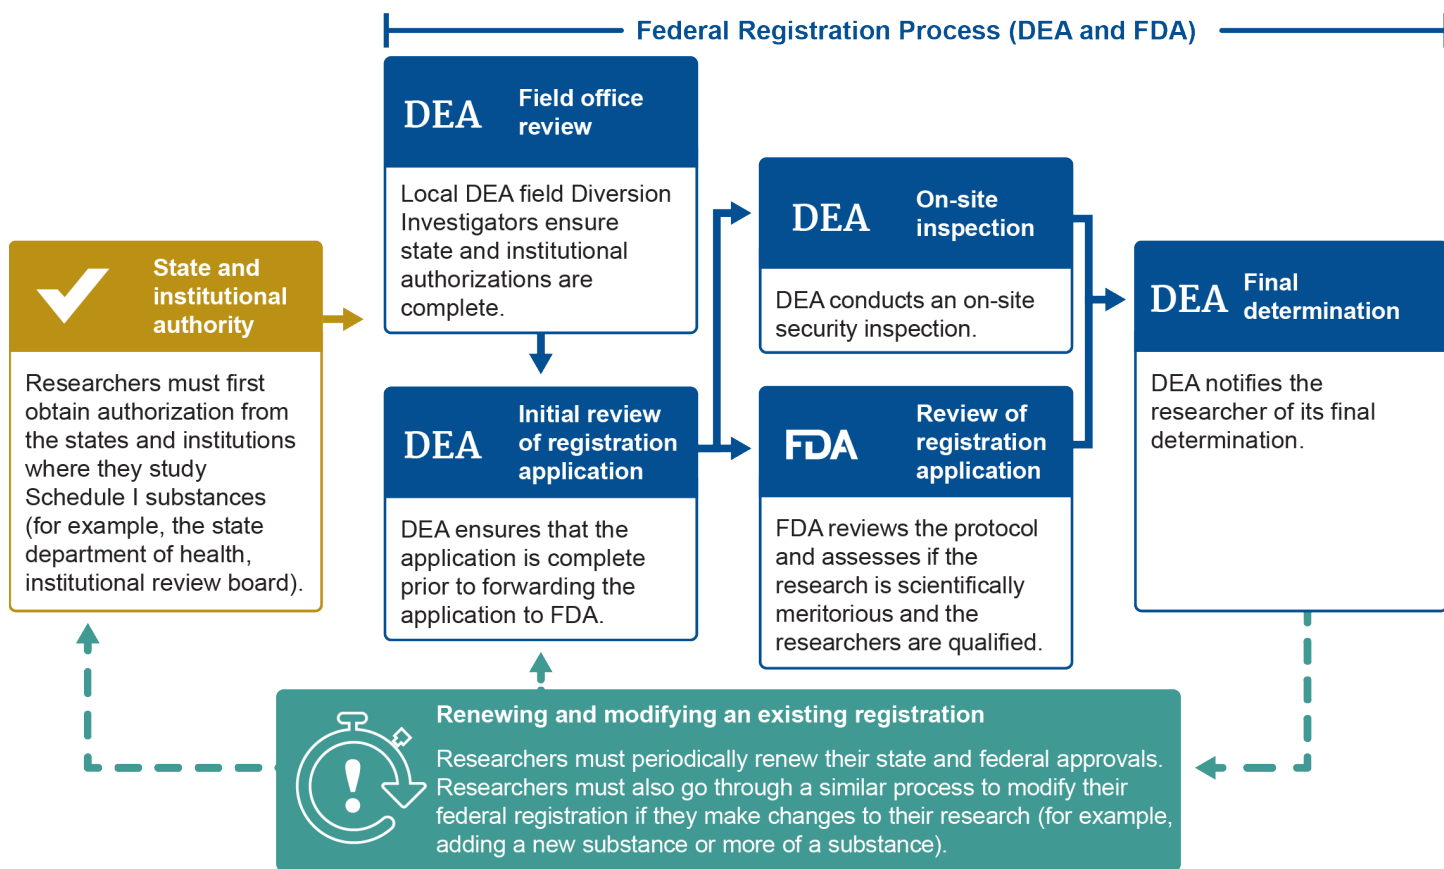 Federal Registration Process (DEA and FDA)
State and
institutional
authority
Researchers must first
obtain authorization from
the states and institutions
where they study
Schedule I substances
(for example, the state
department of health,
institutional review board).
DEA
Field office
review
Local DEA field Diversion
Investigators ensure
state and institutional
authorizations are
complete.
DEA
Initial review
of registration
application
DEA ensures that the
application is complete
prior to forwarding the
application to FDA.
DEA
On-site
inspection
DEA conducts an on-site
security inspection.
FDA
Review of
registration
application
FDA reviews the protocol
and assesses if the
research is scientifically
meritorious and the
researchers are qualified.
DEA
Final
determination
DEA notifies the
researcher of its final
determination.
Renewing and modifying an existing registration
Researchers must periodically renew their state and federal approvals.
Researchers must also go through a similar process to modify their
federal registration if they make changes to their research (for example,
adding a new substance or more of a substance).